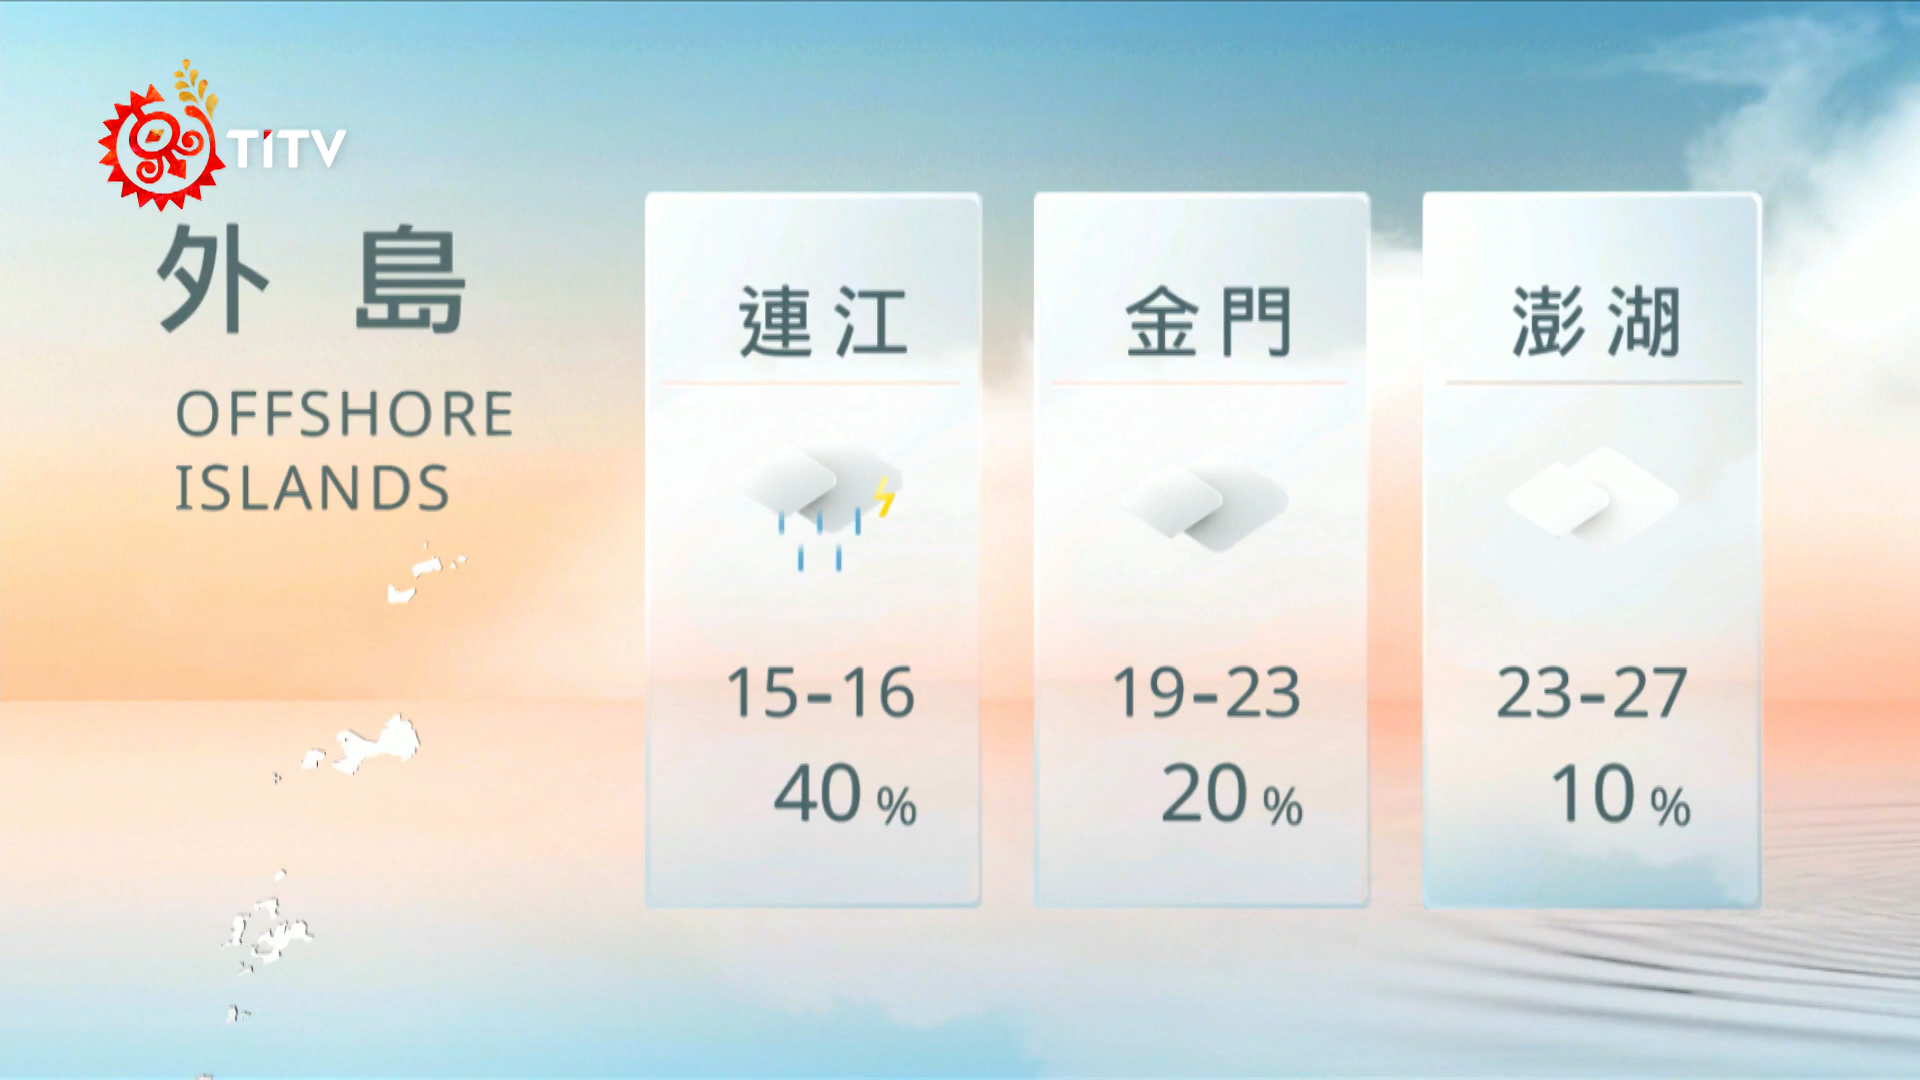 TiTV
外島
OFFSHORE
ISLANDS
連江
15-16
40%
金門
19-23
20%
澎湖
23-27
10%